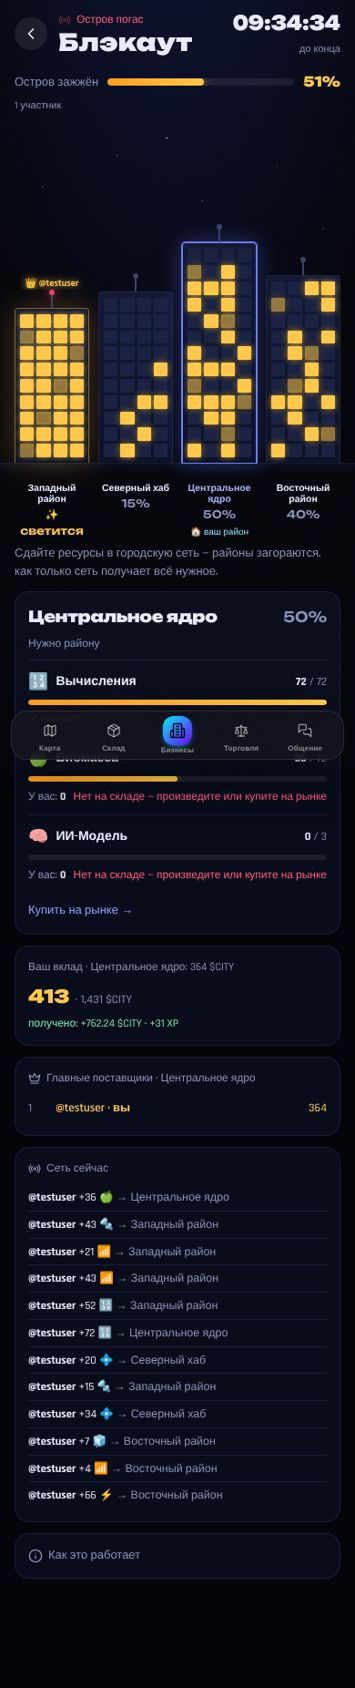 Остров погас
Блэкаут
09:34:34
до конца
Остров зажжён
51%
1 участник
@testuser
Западный район
светится
Северный хаб
15%
Центральное ядро
50%
ваш район
Восточный район
40%
Сдайте ресурсы в городскую сеть – районы загораются,
как только сеть получает всё нужное.
Центральное ядро
50%
Нужно району
Вычисления
72 / 72
Карта
Склад
Бизнесы
Торговля
Общение
Биомасса
У вас: 0 Нет на складе – произведите или купите на рынке
ИИ-Модель
0 / 3
У вас: 0 Нет на складе – произведите или купите на рынке
Купить на рынке →
Ваш вклад · Центральное ядро: 364 $CITY
413 · 1,431 $CITY
получено: +762.24 $CITY · +31 XP
Главные поставщики · Центральное ядро
1 @testuser · вы 364
Сеть сейчас
@testuser +36 → Центральное ядро
@testuser +43 → Западный район
@testuser +21 → Западный район
@testuser +43 → Западный район
@testuser +52 → Западный район
@testuser +72 → Центральное ядро
@testuser +20 → Северный хаб
@testuser +15 → Западный район
@testuser +34 → Северный хаб
@testuser +7 → Восточный район
@testuser +4 → Восточный район
@testuser +66 → Восточный район
Как это работает